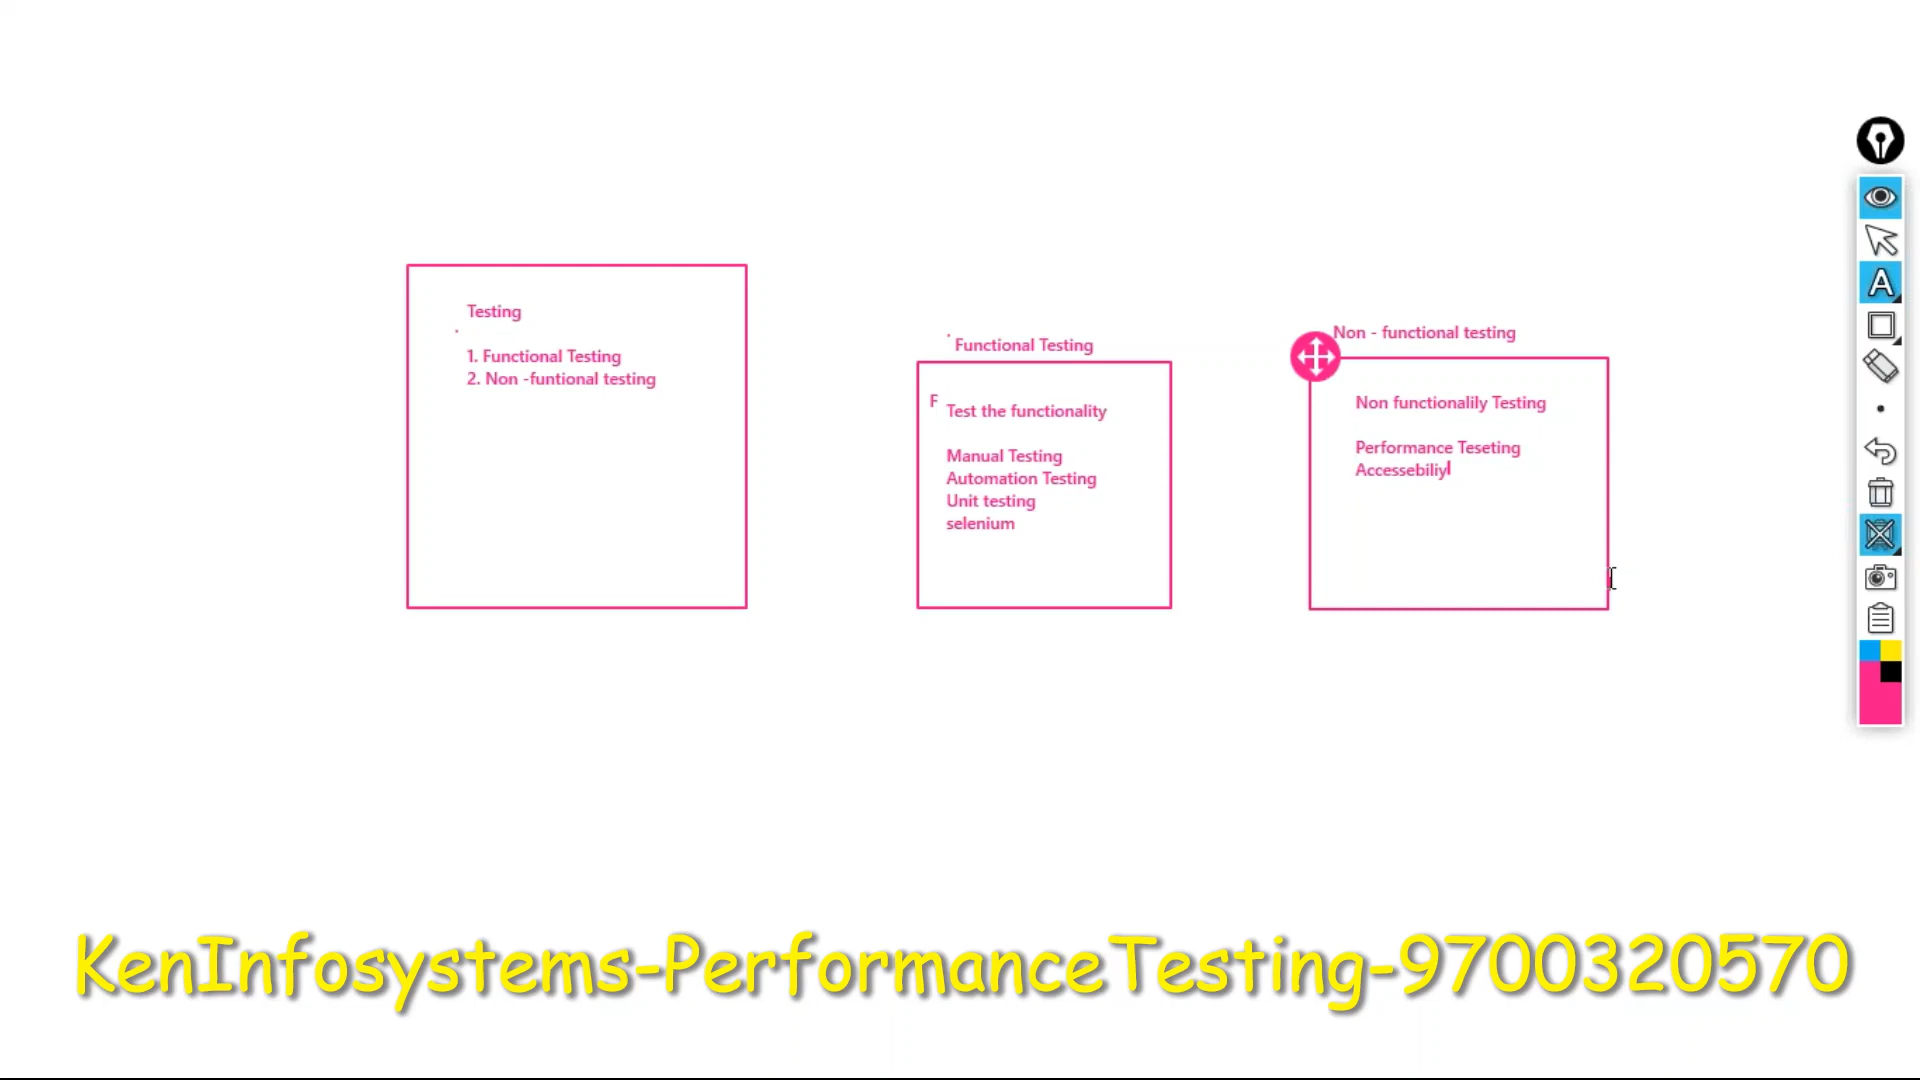 Testing
1. Functional Testing
2. Non -funtional testing
Functional Testing
F
Test the functionality
Manual Testing
Automation Testing
Unit testing
selenium
Non - functional testing
Non functionalily Testing
Performance Teseting
Accessebiliy
A
KenInfosystems-PerformanceTesting-9700320570